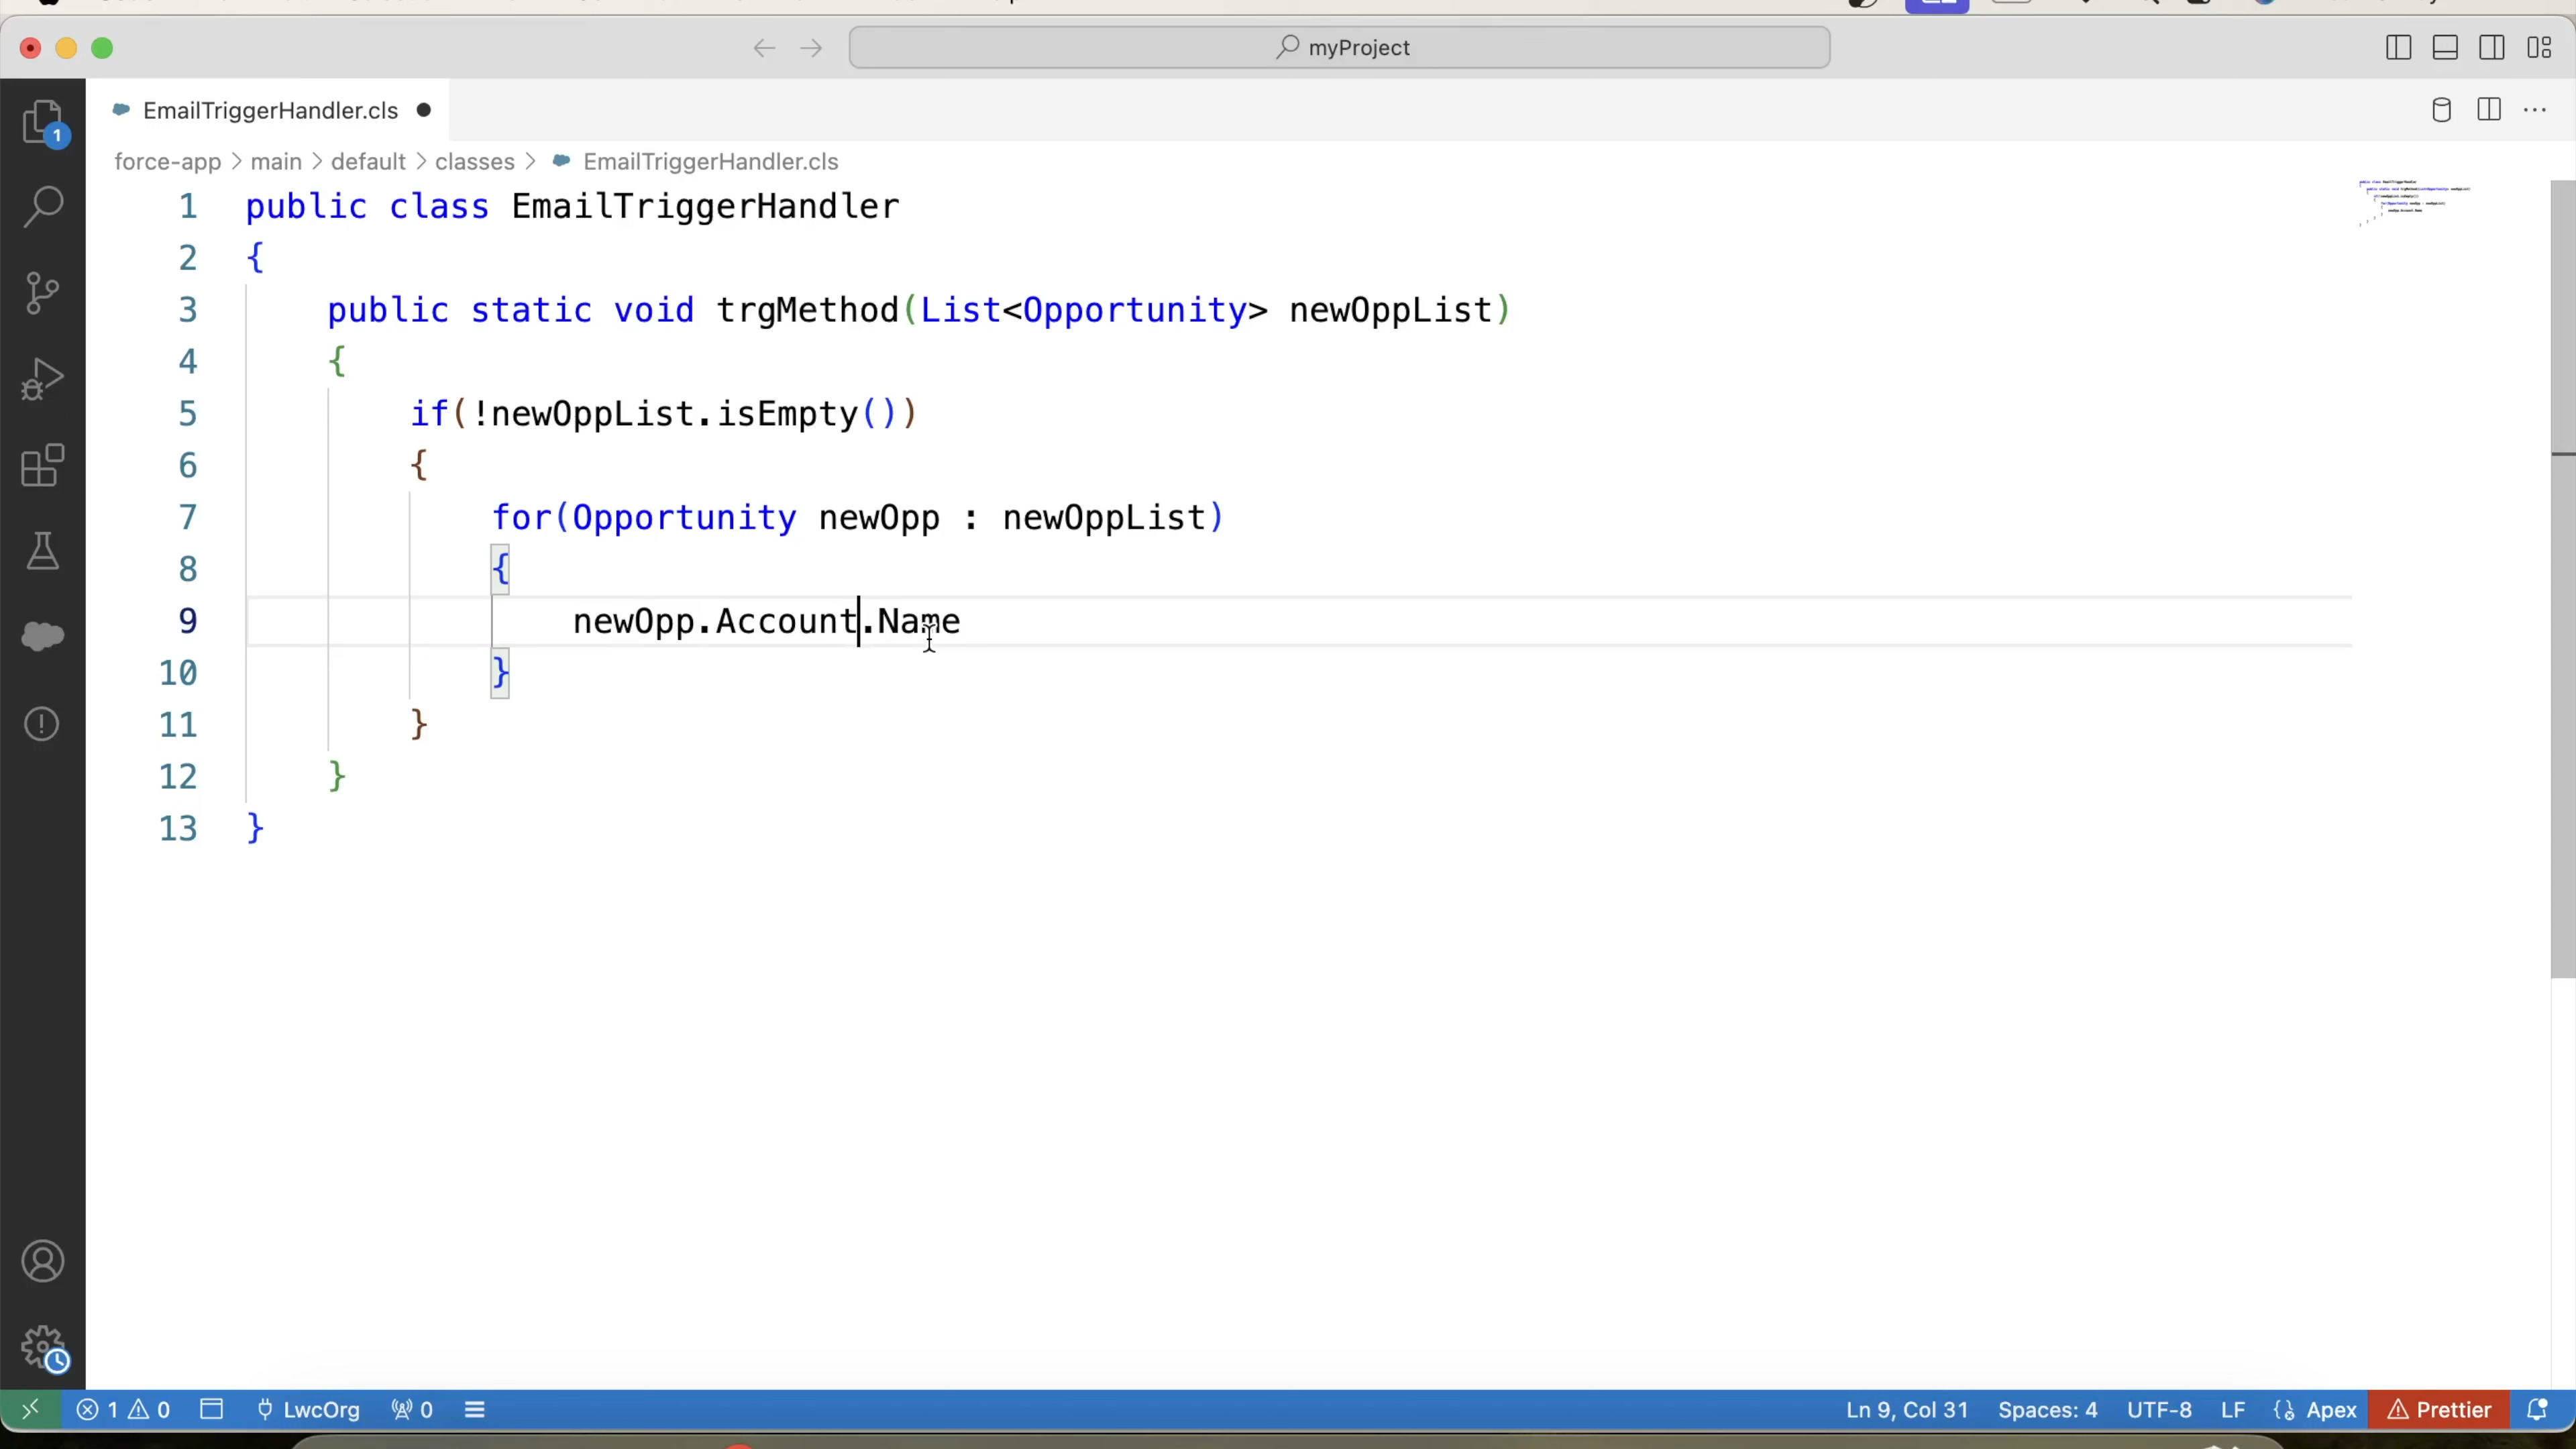 myProject
EmailTriggerHandler.cls
1
force-app > main > default > classes > EmailTriggerHandler.cls
1 public class EmailTriggerHandler
2 {
3 public static void trgMethod(List<Opportunity> newOppList)
4 {
5 if(!newOppList.isEmpty())
6 {
7 for(Opportunity newOpp : newOppList)
8 {
9 newOpp.Account.Name
10 }
11 }
12 }
13 }
1 0 LwcOrg 0 Ln 9, Col 31 Spaces: 4 UTF-8 LF Apex Prettier